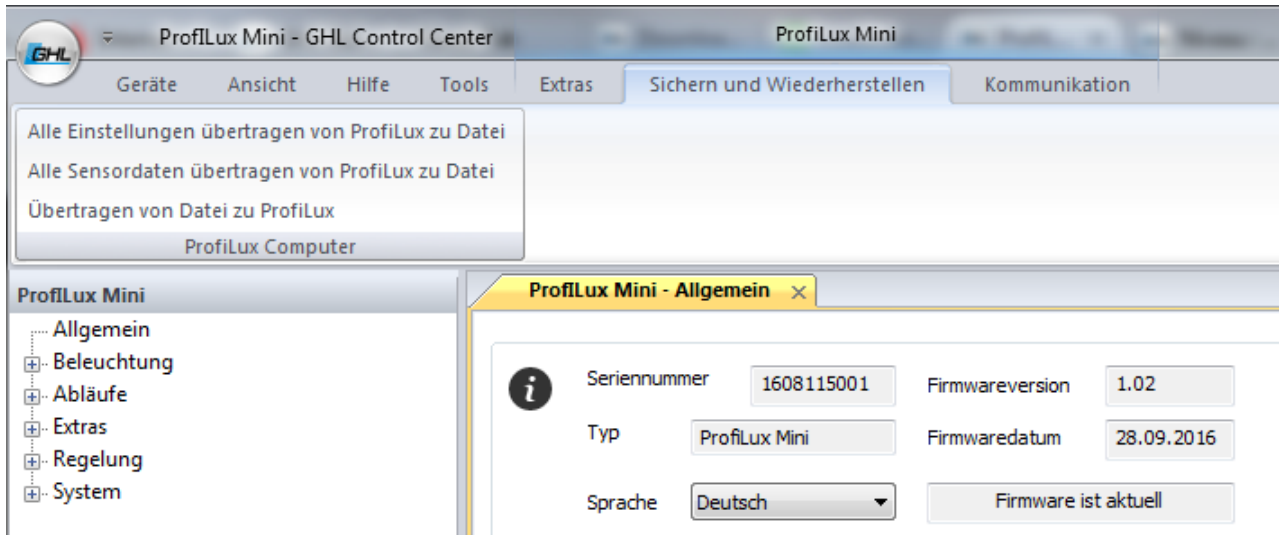 GHL
ProfILux Mini - GHL Control Center
ProfiLux Mini
Geräte Ansicht Hilfe Tools Extras Sichern und Wiederherstellen Kommunikation
Alle Einstellungen übertragen von ProfiLux zu Datei
Alle Sensordaten übertragen von ProfiLux zu Datei
Übertragen von Datei zu ProfiLux
ProfiLux Computer
ProfILux Mini
Allgemein
Beleuchtung
Abläufe
Extras
Regelung
System
ProfILux Mini - Allgemein
Seriennummer 1608115001 Firmwareversion 1.02
Typ ProfiLux Mini Firmwaredatum 28.09.2016
Sprache Deutsch Firmware ist aktuell